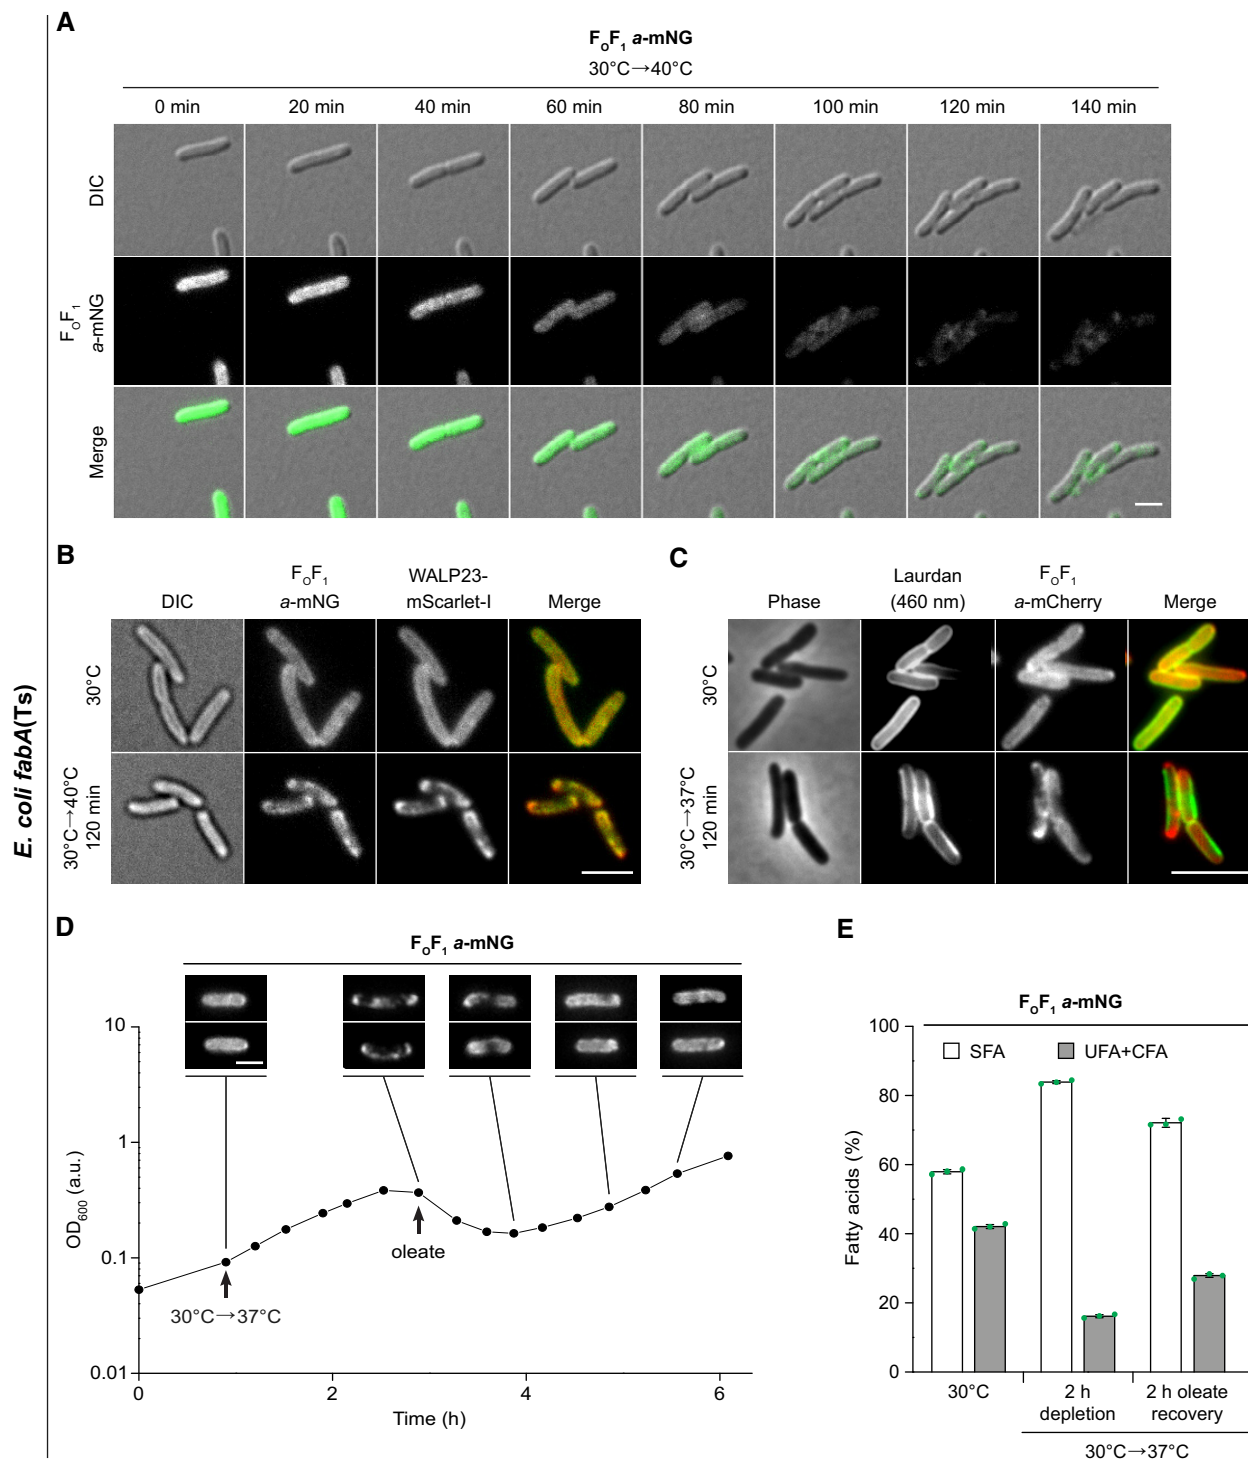 A
FₒF₁ a-mNG
30°C→40°C
0 min 20 min 40 min 60 min 80 min 100 min 120 min 140 min
DIC
FₒF₁
a-mNG
Merge
E. coli fabA(Ts)
B
FₒF₁ WALP23-
DIC a-mNG mScarlet-I Merge
30°C
30°C→40°C
120 min
C
Laurdan FₒF₁
Phase (460 nm) a-mCherry Merge
30°C
30°C→37°C
120 min
D
FₒF₁ a-mNG
10
1
0.1
0.01
OD₆₀₀ (a.u.)
oleate
30°C→37°C
0 2 4 6
Time (h)
E
FₒF₁ a-mNG
100
SFA UFA+CFA
80
60
40
20
0
Fatty acids (%)
30°C 2 h 2 h oleate
depletion recovery
30°C→37°C